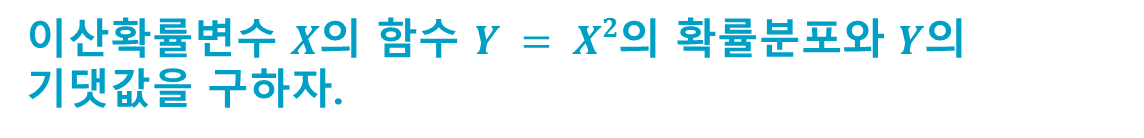 이산확률변수 X의 함수 Y = X²의 확률분포와 Y의
기댓값을 구하자.